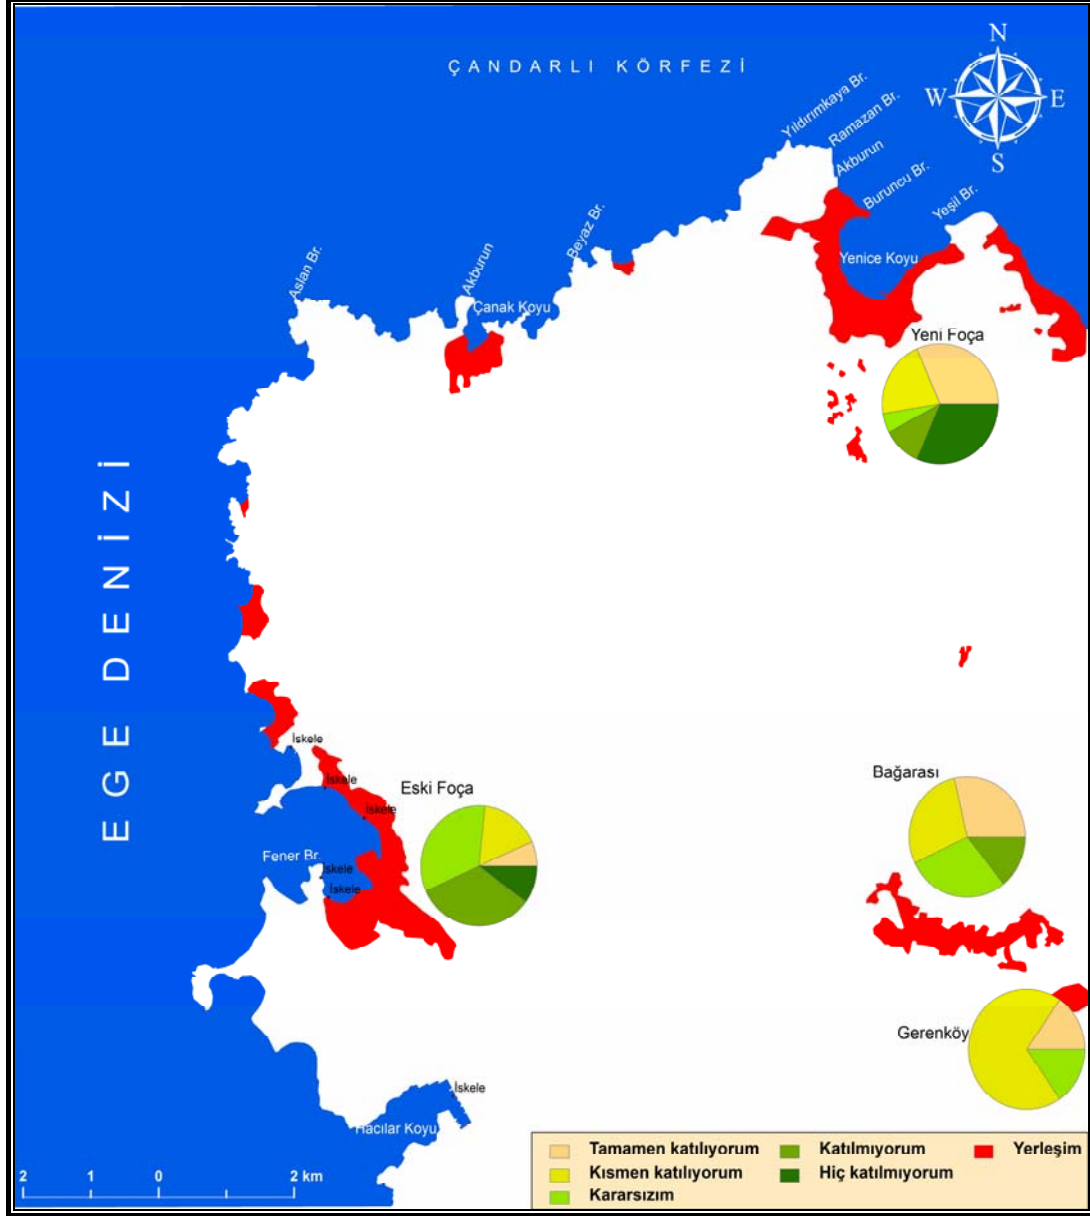 N
ÇANDARLI KÖRFEZİ
W
E
S
Yıldırımkaya Br.
Ramazan Br.
Akburun
Buruncu Br.
Yeşil Br.
Beyaz Br.
Yenice Koyu
Aslan Br.
Akburun
Çanak Koyu
Yeni Foça
EGE DENİZİ
İskele
İskele
Bağarası
Eski Foça
İskele
Fener Br.
İskele
İskele
Gerenköy
İskele
Hacılar Koyu
Tamamen katılıyorum
Katılmıyorum
Yerleşim
Kısmen katılıyorum
Hiç katılmıyorum
Kararsızım
2 1 0 2 km